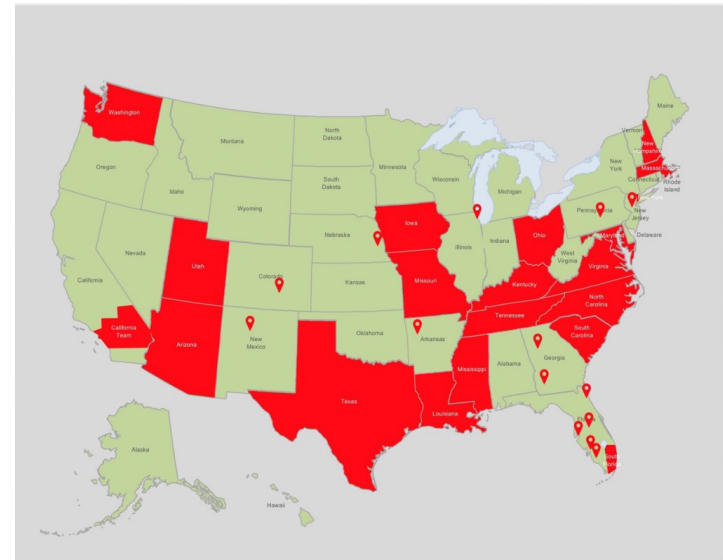 Washington
Montana
North
Dakota
Minnesota
Maine
Vermont
New
Hampshire
Oregon
Idaho
South
Dakota
Wisconsin
Michigan
New
York
Massachu
Connecticut
Rhode
Island
Wyoming
Nebraska
Iowa
Illinois
Indiana
Ohio
Pennsylvania
New
Jersey
Delaware
Maryland
West
Virginia
Virginia
Nevada
Utah
Colorado
Kansas
Missouri
Kentucky
California
California
Team
Arizona
New
Mexico
Oklahoma
Arkansas
Tennessee
North
Carolina
South
Carolina
Mississippi
Alabama
Georgia
Texas
Louisiana
South
Florida
Alaska
Hawaii